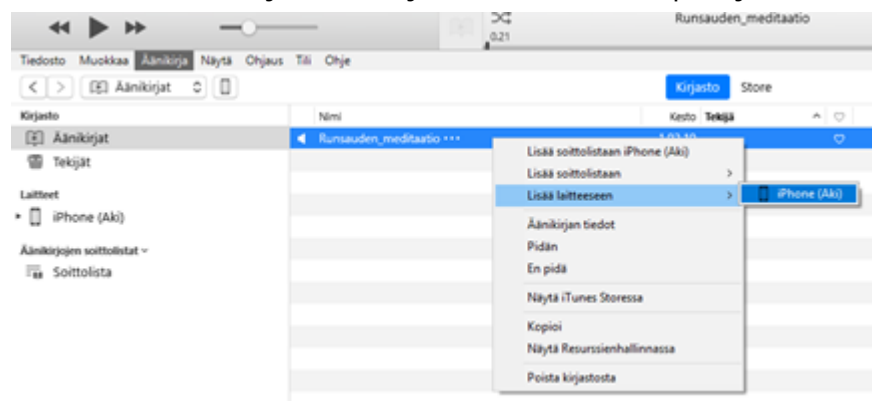 Runsauden_meditaatio
0.21
Tiedosto Muokkaa Äänikirja Näytä Ohjaus Tili Ohje
Äänikirjat Kirjasto Store
Kirjasto Nimi Kesto Tekijä
Äänikirjat Runsauden_meditaatio ...
Tekijät
Laitteet
iPhone (Aki)
Äänikirjojen soittolistat
Soittolista
Lisää soittolistaan iPhone (Aki)
Lisää soittolistaan
Lisää laitteeseen iPhone (Aki)
Äänikirjan tiedot
Pidän
En pidä
Näytä iTunes Storessa
Kopioi
Näytä Resurssienhallinnassa
Poista kirjastosta